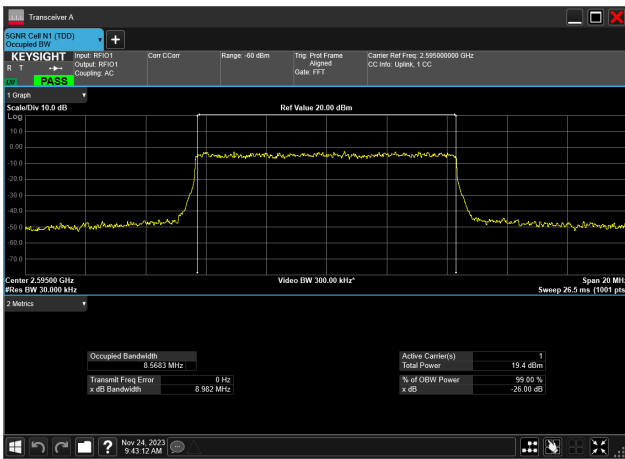 Transceiver A
5GNR Cell N1 (TDD)
Occupied BW
KEYSIGHT
R T
LXI
PASS
Input: RFIO1
Output: RFIO1
Coupling: AC
Corr CCorr
Range: -60 dBm
Trig: Prot Frame
Aligned
Gate: FFT
Carrier Ref Freq: 2.595000000 GHz
CC Info: Uplink, 1 CC
1 Graph
Scale/Div 10.0 dB
Ref Value 20.00 dBm
Log
10.0
0.00
-10.0
-20.0
-30.0
-40.0
-50.0
-60.0
-70.0
Center 2.59500 GHz
Video BW 300.00 kHz*
Span 20 MHz
#Res BW 30.000 kHz
Sweep 26.5 ms (1001 pts
2 Metrics
Occupied Bandwidth
8.5683 MHz
Active Carrier(s) 1
Total Power 19.4 dBm
Transmit Freq Error 0 Hz
x dB Bandwidth 8.982 MHz
% of OBW Power 99.00 %
x dB -26.00 dB
?
Nov 24, 2023
9:43:12 AM